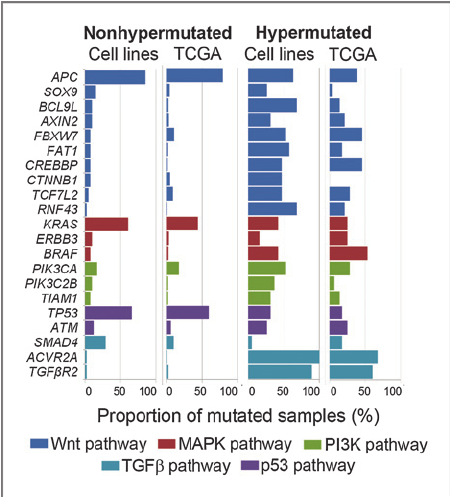 Nonhypermutated Hypermutated
Cell lines TCGA Cell lines TCGA
APC
SOX9
BCL9L
AXIN2
FBXW7
FAT1
CREBBP
CTNNB1
TCF7L2
RNF43
KRAS
ERBB3
BRAF
PIK3CA
PIK3C2B
TIAM1
TP53
ATM
SMAD4
ACVR2A
TGFβR2
0 50 100 0 50 100 0 50 100 0 50 100
Proportion of mutated samples (%)
Wnt pathway MAPK pathway PI3K pathway
TGFβ pathway p53 pathway